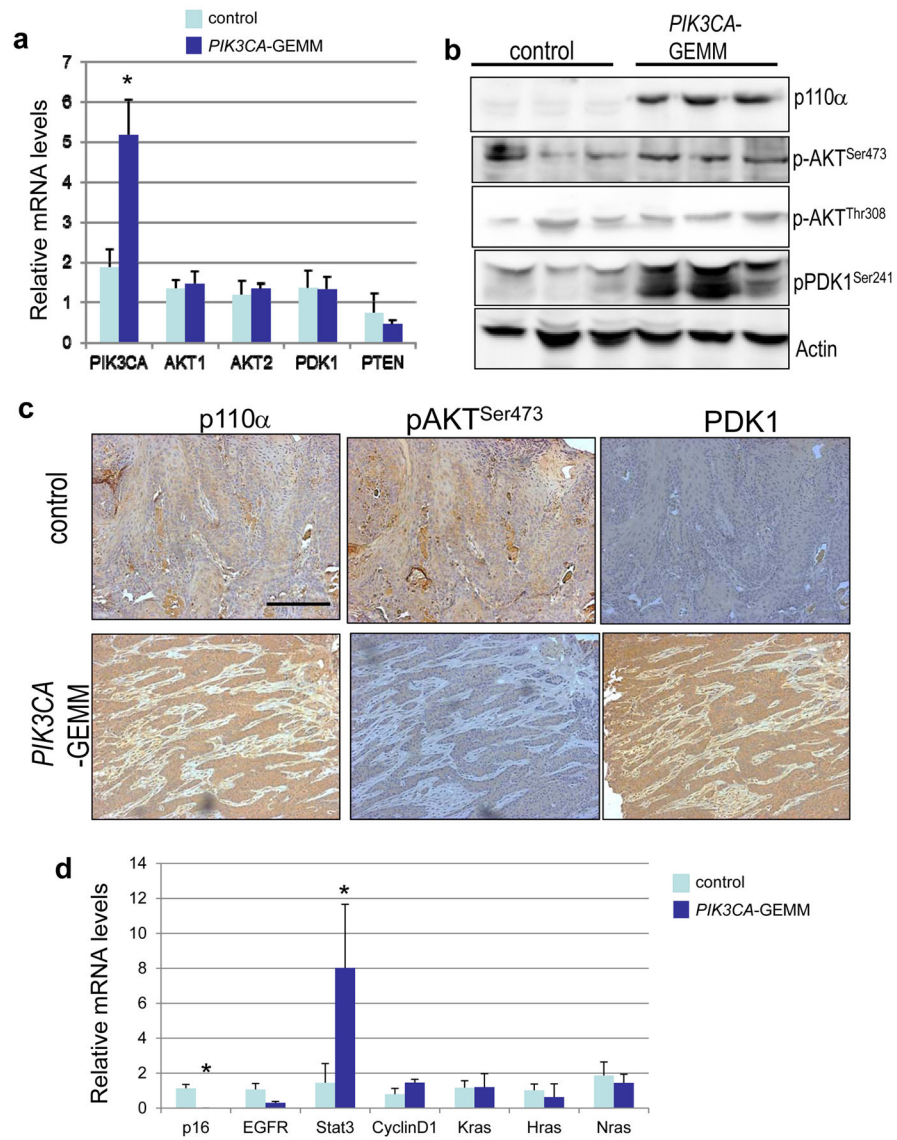 control
PIK3CA-GEMM
a
Relative mRNA levels
7
6
5
4
3
2
1
0
*
PIK3CA AKT1 AKT2 PDK1 PTEN
b
control
PIK3CA-
GEMM
p110α
p-AKTSer473
p-AKTThr308
pPDK1Ser241
Actin
c
p110α pAKTSer473 PDK1
control
PIK3CA
-GEMM
d
Relative mRNA levels
14
12
10
8
6
4
2
0
*
*
p16 EGFR Stat3 CyclinD1 Kras Hras Nras
control
PIK3CA-GEMM